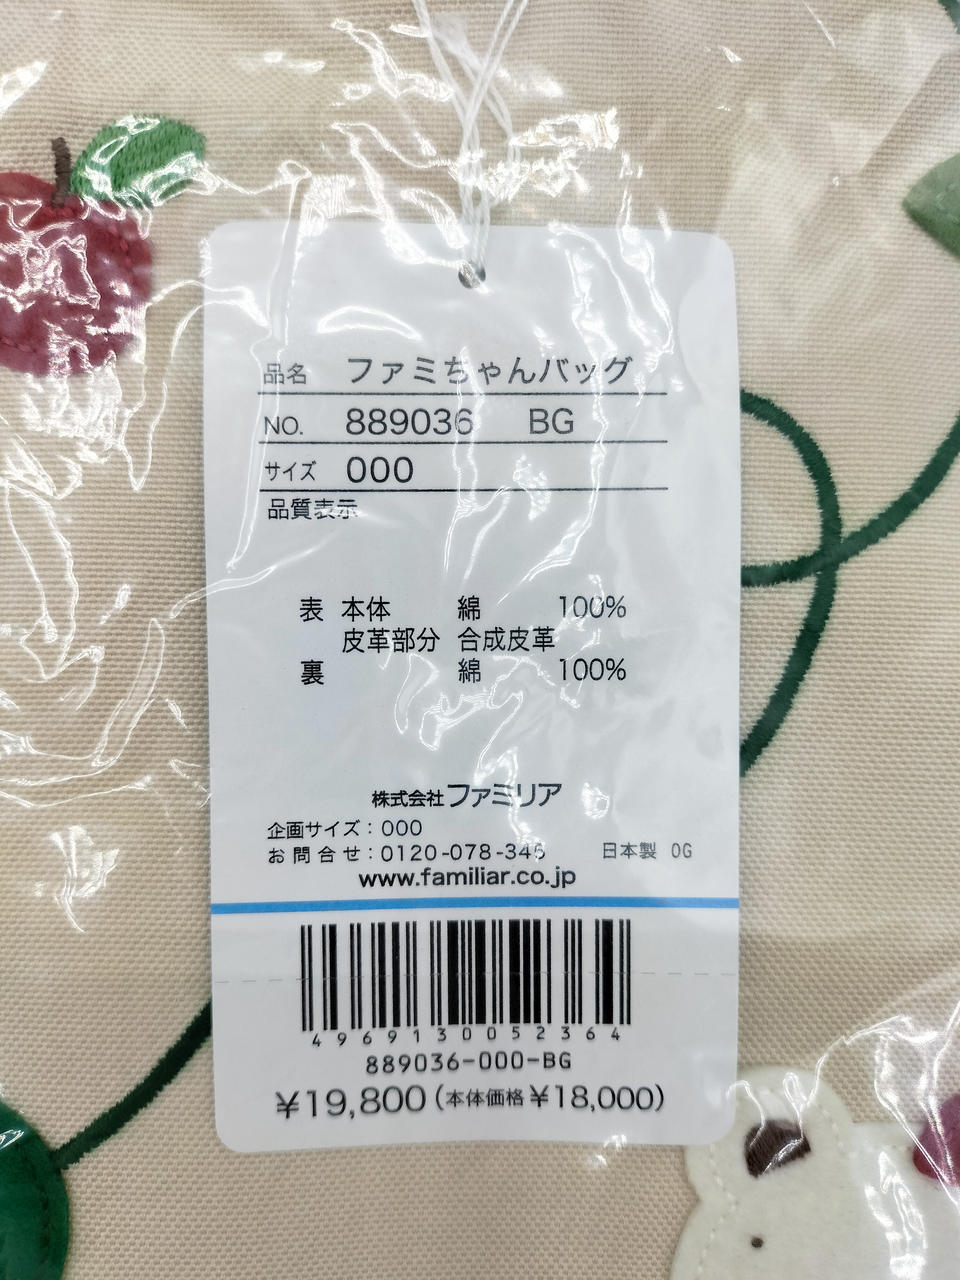 品名 ファミちゃんバッグ
NO. 889036 BG
サイズ 000
品質表示
表 本体 綿 100%
皮革部分 合成皮革
裏 綿 100%
株式会社ファミリア
企画サイズ：000
お問合せ：0120-078-346 日本製 0G
www.familiar.co.jp
4969130052364
889036-000-BG
¥19,800(本体価格¥18,000)